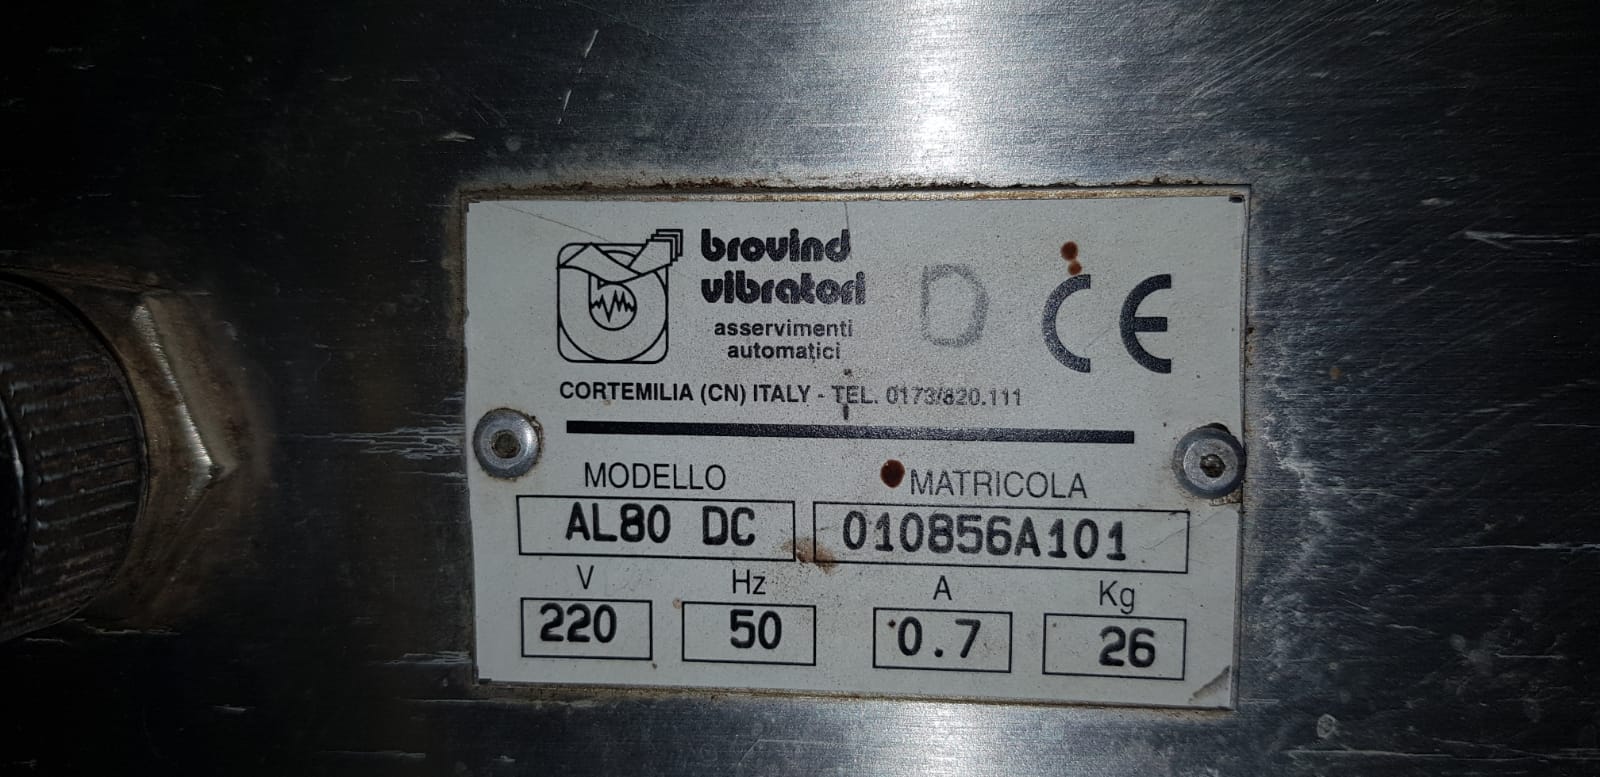 brovind
vibratori
asservimenti
automatici
D
CE
CORTEMILIA (CN) ITALY - TEL. 0173/820.111
MODELLO MATRICOLA
AL80 DC 010856A101
V Hz A Kg
220 50 0.7 26